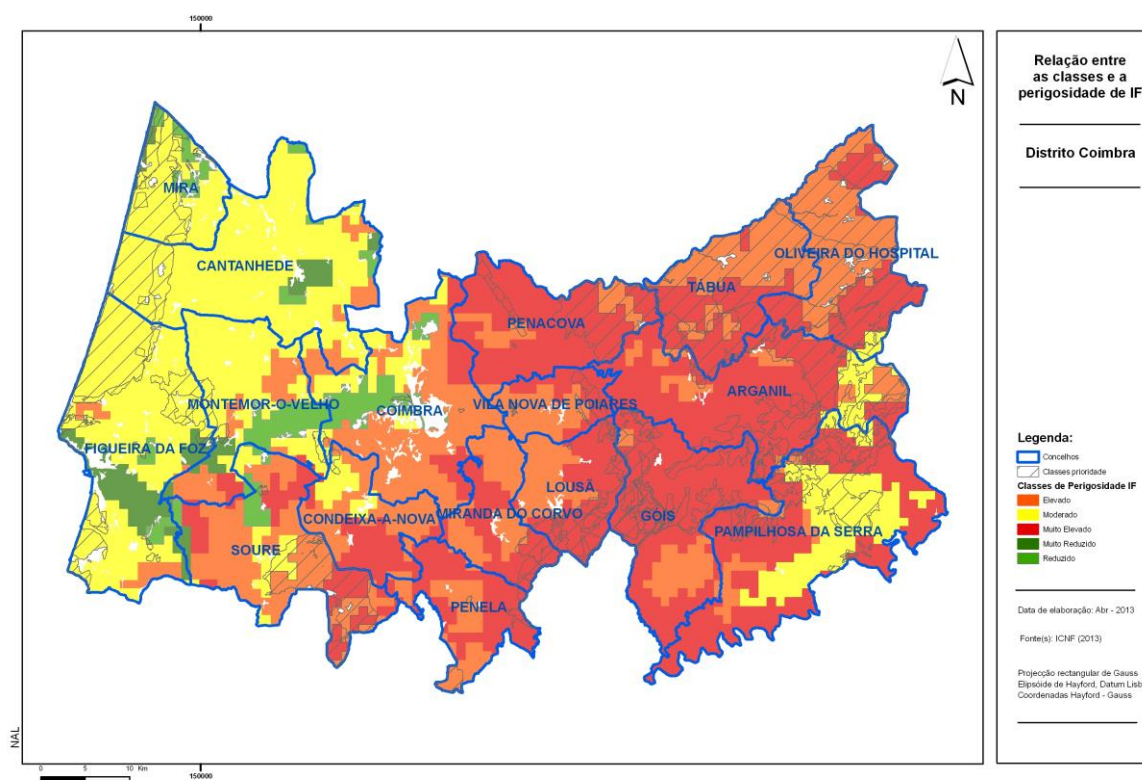 150000
N
MIRA
CANTANHEDE
OLIVEIRA DO HOSPITAL
TÁBUA
PENACOVA
ARGANIL
MONTEMOR-O-VELHO
COIMBRA
VILA NOVA DE POIARES
FIGUEIRA DA FOZ
LOUSÃ
CONDEIXA-A-NOVA
MIRANDA DO CORVO
GÓIS
PAMPILHOSA DA SERRA
SOURE
PENELA
NAL
0 5 10 Km
150000
Relação entre
as classes e a
perigosidade de IF
Distrito Coimbra
Legenda:
Concelhos
Classes prioridade
Classes de Perigosidade IF
Elevado
Moderado
Muito Elevado
Muito Reduzido
Reduzido
Data de elaboração: Abr - 2013
Fonte(s): ICNF (2013)
Projecção rectangular de Gauss
Elipsóide de Hayford, Datum Lisb
Coordenadas Hayford - Gauss